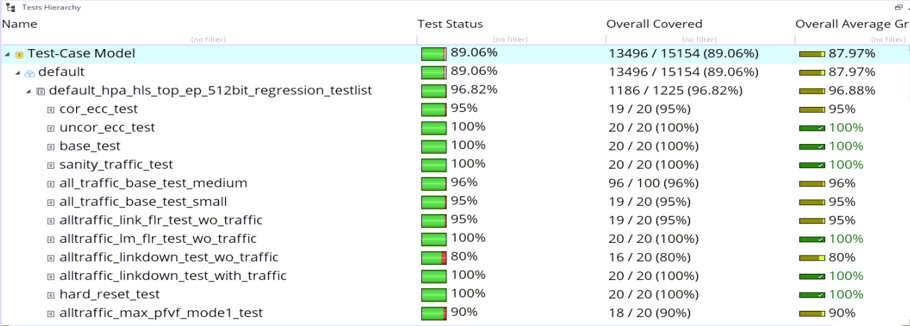 Tests Hierarchy
Name Test Status Overall Covered Overall Average Gr
(no filter) (no filter) (no filter) (no filter)
Test-Case Model 89.06% 13496 / 15154 (89.06%) 87.97%
default 89.06% 13496 / 15154 (89.06%) 87.97%
default_hpa_hls_top_ep_512bit_regression_testlist 96.82% 1186 / 1225 (96.82%) 96.88%
cor_ecc_test 95% 19 / 20 (95%) 95%
uncor_ecc_test 100% 20 / 20 (100%) 100%
base_test 100% 20 / 20 (100%) 100%
sanity_traffic_test 100% 20 / 20 (100%) 100%
all_traffic_base_test_medium 96% 96 / 100 (96%) 96%
all_traffic_base_test_small 95% 19 / 20 (95%) 95%
alltraffic_link_flr_test_wo_traffic 95% 19 / 20 (95%) 95%
alltraffic_lm_flr_test_wo_traffic 100% 20 / 20 (100%) 100%
alltraffic_linkdown_test_wo_traffic 80% 16 / 20 (80%) 80%
alltraffic_linkdown_test_with_traffic 100% 20 / 20 (100%) 100%
hard_reset_test 100% 20 / 20 (100%) 100%
alltraffic_max_pfvf_mode1_test 90% 18 / 20 (90%) 90%